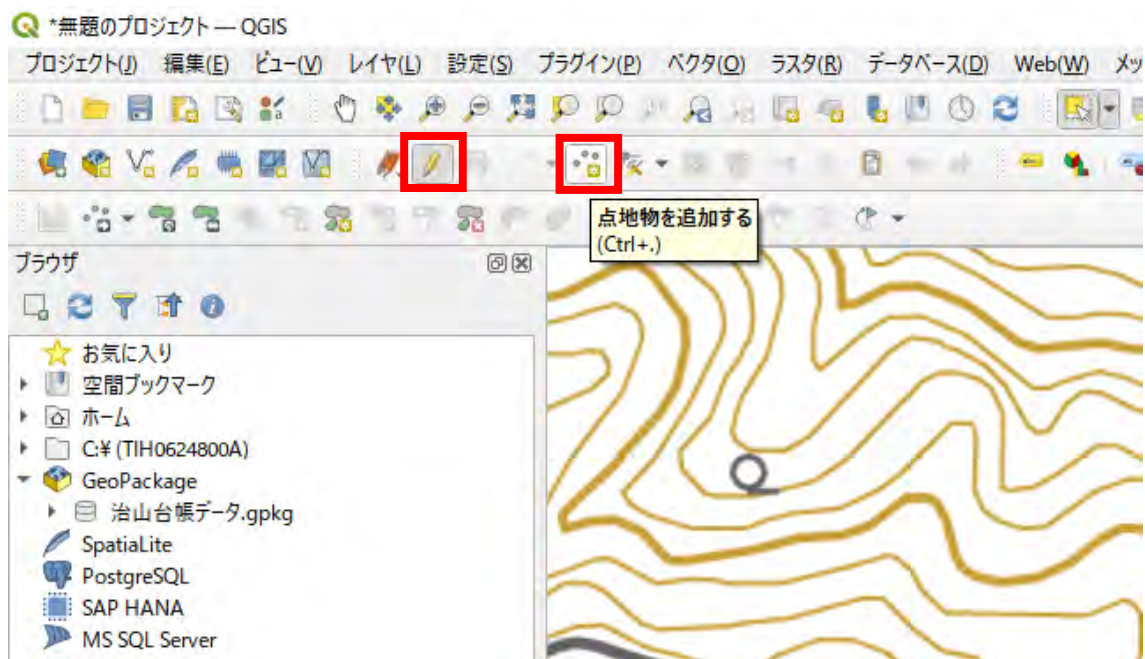 *無題のプロジェクト — QGIS
プロジェクト(J) 編集(E) ビュー(V) レイヤ(L) 設定(S) プラグイン(P) ベクタ(O) ラスタ(R) データベース(D) Web(W) メッ
点地物を追加する
(Ctrl+.)
ブラウザ
お気に入り
空間ブックマーク
ホーム
C:¥ (TIH0624800A)
GeoPackage
治山台帳データ.gpkg
SpatiaLite
PostgreSQL
SAP HANA
MS SQL Server